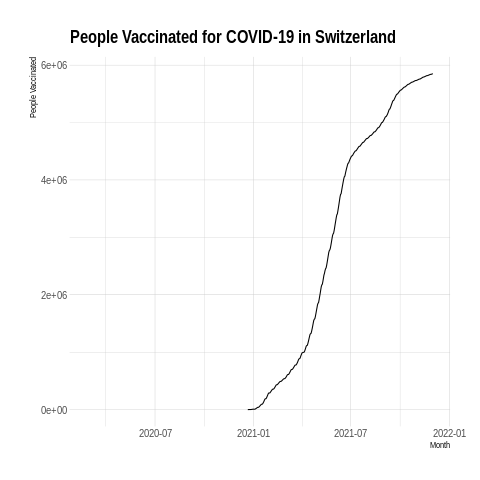 People Vaccinated for COVID-19 in Switzerland
People Vaccinated
6e+06
4e+06
2e+06
0e+00
2020-07 2021-01 2021-07 2022-01
Month